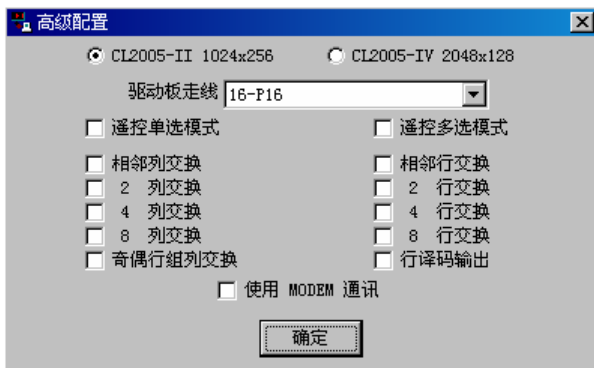 高级配置
CL2005-II 1024x256 CL2005-IV 2048x128
驱动板走线 16-P16
遥控单选模式 遥控多选模式
相邻列交换 相邻行交换
2 列交换 2 行交换
4 列交换 4 行交换
8 列交换 8 行交换
奇偶行组列交换 行译码输出
使用 MODEM 通讯
确定